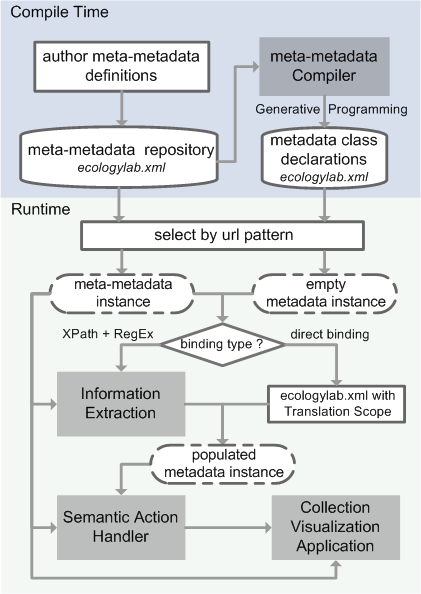 Compile Time
author meta-metadata
definitions
meta-metadata
Compiler
Generative Programming
meta-metadata repository
ecologylab.xml
metadata class
declarations
ecologylab.xml
Runtime
select by url pattern
meta-metadata
instance
empty
metadata instance
XPath + RegEx
binding type ?
direct binding
Information
Extraction
ecologylab.xml with
Translation Scope
populated
metadata instance
Semantic Action
Handler
Collection
Visualization
Application